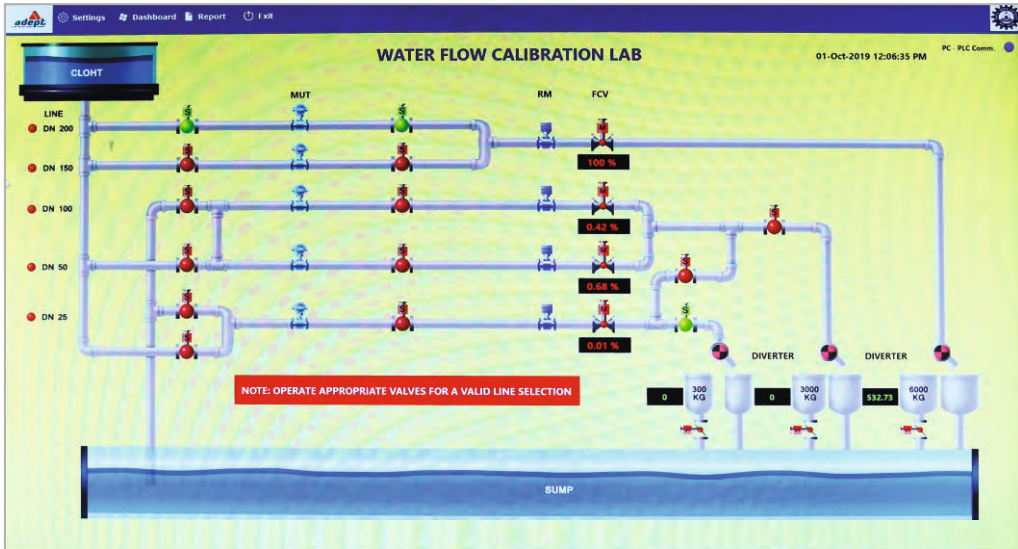 adept Settings Dashboard Report Exit
WATER FLOW CALIBRATION LAB
01-Oct-2019 12:06:35 PM
PC - PLC Comm.
CLOHT
MUT RM FCV
LINE
DN 200
S S M
100 %
DN 150
S S
DN 100
S S M
0.42 %
S
DN 50
S S M
0.68 %
S
DN 25
S S M S
0.01 %
S
DIVERTER DIVERTER
NOTE: OPERATE APPROPRIATE VALVES FOR A VALID LINE SELECTION
0 300 KG 0 3000 KG 532.73 6000 KG
SUMP